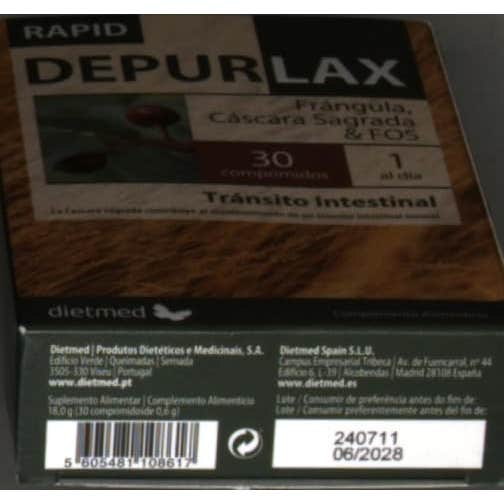 RAPID
DEPURLAX
Frángula,
Cáscara Sagrada
& FOS
30
comprimidos
1
al día
Tránsito Intestinal
dietmed
Complemento Alimenticio
Dietmed | Produtos Dietéticos e Medicinais, S.A.
Edifício Verde | Queimadas | Sernada
3505-330 Viseu | Portugal
www.dietmed.pt
Suplemento Alimentar | Complemento Alimenticio
18,0 g (30 comprimidos de 0,6 g)
5 605481 108617
Dietmed Spain S.L.U.
Campus Empresarial Tribeca | Av. de Fuencarral, nº 44
Edificio 6, L-39 | Alcobendas | Madrid 28108 España
www.dietmed.es
Lote / Consumir de preferência antes do fim de:
Lote / Consumir preferentemente antes del fin de:
240711
06/2028